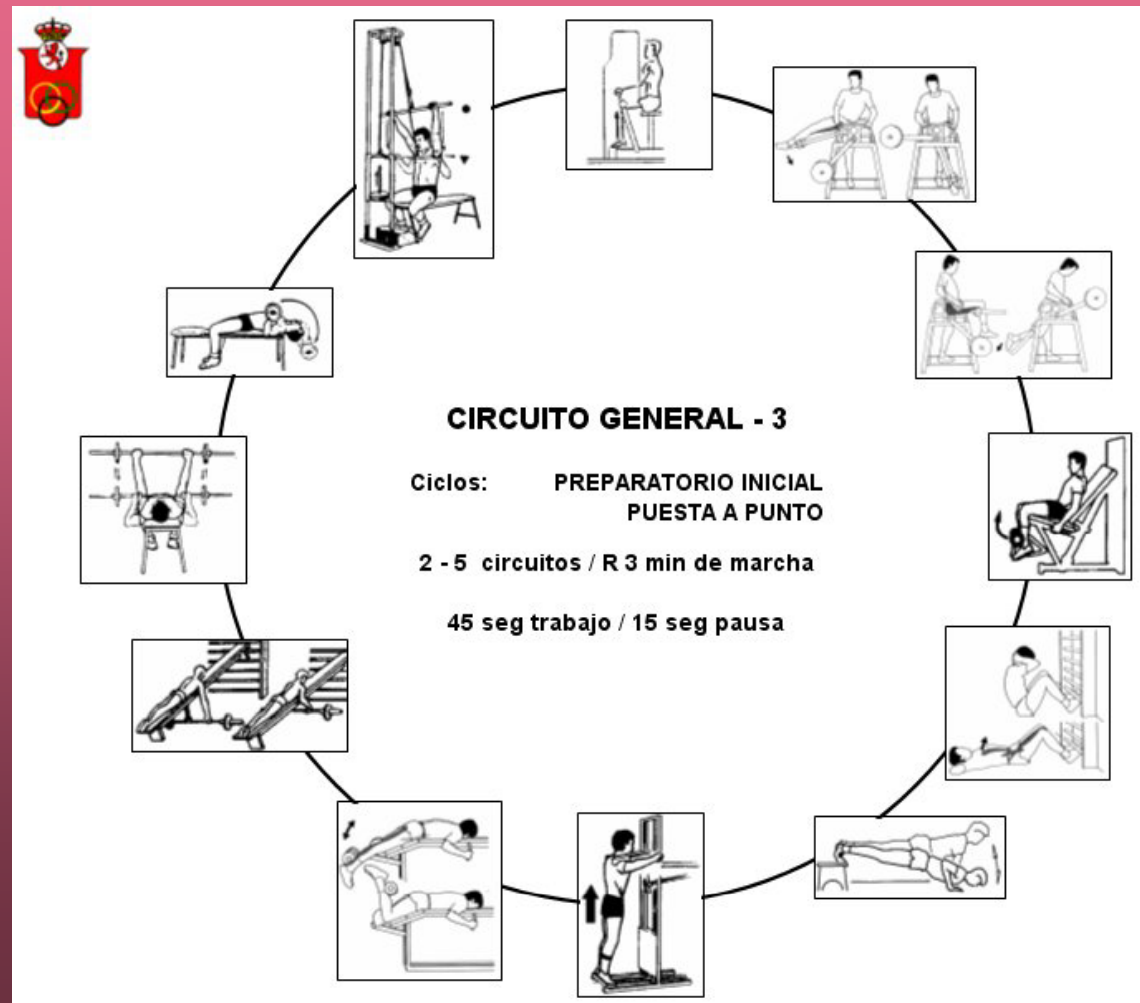 CIRCUITO GENERAL - 3
Ciclos: PREPARATORIO INICIAL
PUESTA A PUNTO
2 - 5 circuitos / R 3 min de marcha
45 seg trabajo / 15 seg pausa